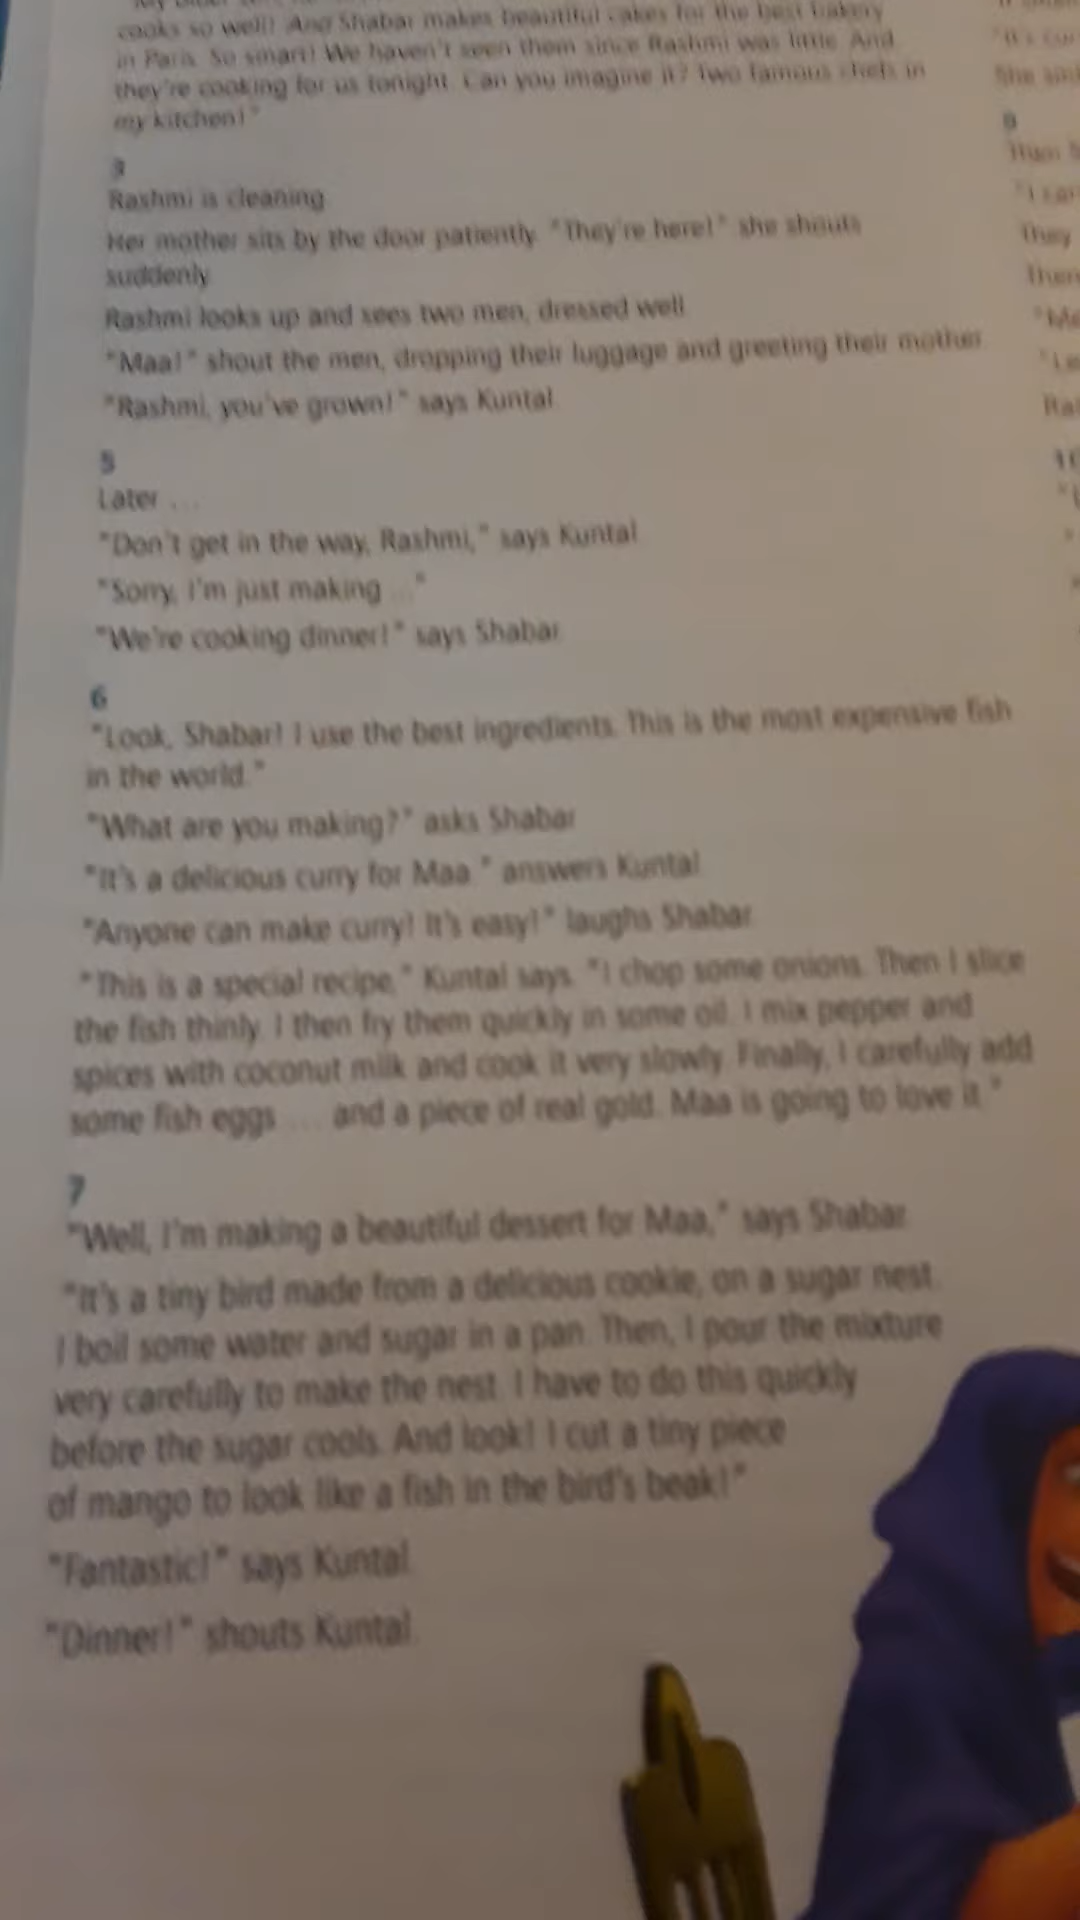 cooks so well! And Shabar makes beautiful cakes for the best bakery
in Paris. So smart! We haven't seen them since Rashmi was little. And
they're cooking for us tonight. Can you imagine it? Two famous chefs in
my kitchen!"
3
Rashmi is cleaning.
Her mother sits by the door patiently. "They're here!" she shouts
suddenly.
Rashmi looks up and sees two men, dressed well.
"Maa!" shout the men, dropping their luggage and greeting their mother.
"Rashmi, you've grown!" says Kuntal.
5
Later ...
"Don't get in the way, Rashmi," says Kuntal.
"Sorry, I'm just making ..."
"We're cooking dinner!" says Shabar.
6
"Look, Shabar! I use the best ingredients. This is the most expensive fish
in the world."
"What are you making?" asks Shabar.
"It's a delicious curry for Maa." answers Kuntal.
"Anyone can make curry! It's easy!" laughs Shabar.
"This is a special recipe," Kuntal says. "I chop some onions. Then I slice
the fish thinly. I then fry them quickly in some oil. I mix pepper and
spices with coconut milk and cook it very slowly. Finally, I carefully add
some fish eggs ... and a piece of real gold. Maa is going to love it."
7
"Well, I'm making a beautiful dessert for Maa," says Shabar.
"It's a tiny bird made from a delicious cookie, on a sugar nest.
I boil some water and sugar in a pan. Then, I pour the mixture
very carefully to make the nest. I have to do this quickly
before the sugar cools. And look! I cut a tiny piece
of mango to look like a fish in the bird's beak!"
"Fantastic!" says Kuntal.
"Dinner!" shouts Kuntal.
She
9
Then
They